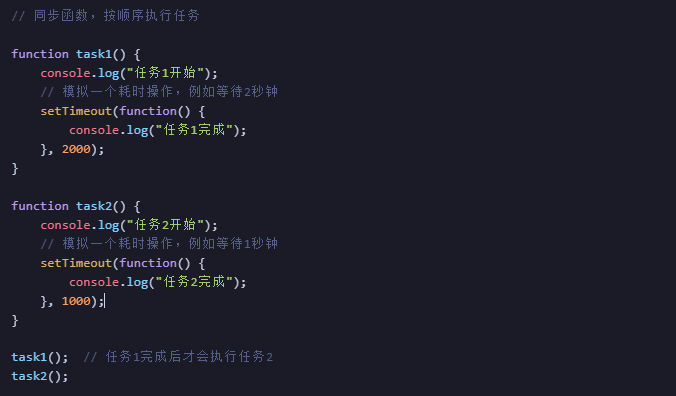 // 同步函数，按顺序执行任务
function task1() {
    console.log("任务1开始");
    // 模拟一个耗时操作，例如等待2秒钟
    setTimeout(function() {
        console.log("任务1完成");
    }, 2000);
}
function task2() {
    console.log("任务2开始");
    // 模拟一个耗时操作，例如等待1秒钟
    setTimeout(function() {
        console.log("任务2完成");
    }, 1000);
}
task1();  // 任务1完成后才会执行任务2
task2();